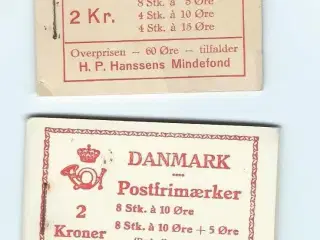 8 Stk. à 5 Øre
2 Kr.
4 Stk. à 10 Øre
4 Stk. à 15 Øre
Overprisen — 60 Øre — tilfalder
H. P. Hanssens Mindefond
DANMARK
Postfrimærker
2
Kroner
8 Stk. à 10 Øre
8 Stk. à 10 Øre + 5 Øre